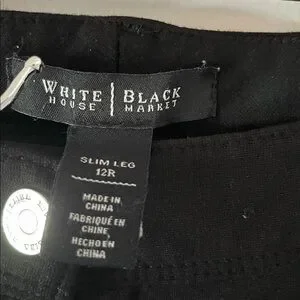 WHITE | BLACK
HOUSE | MARKET
SLIM LEG
12R
MADE IN
CHINA
FABRIQUÉ EN
CHINE
HECHO EN
CHINA